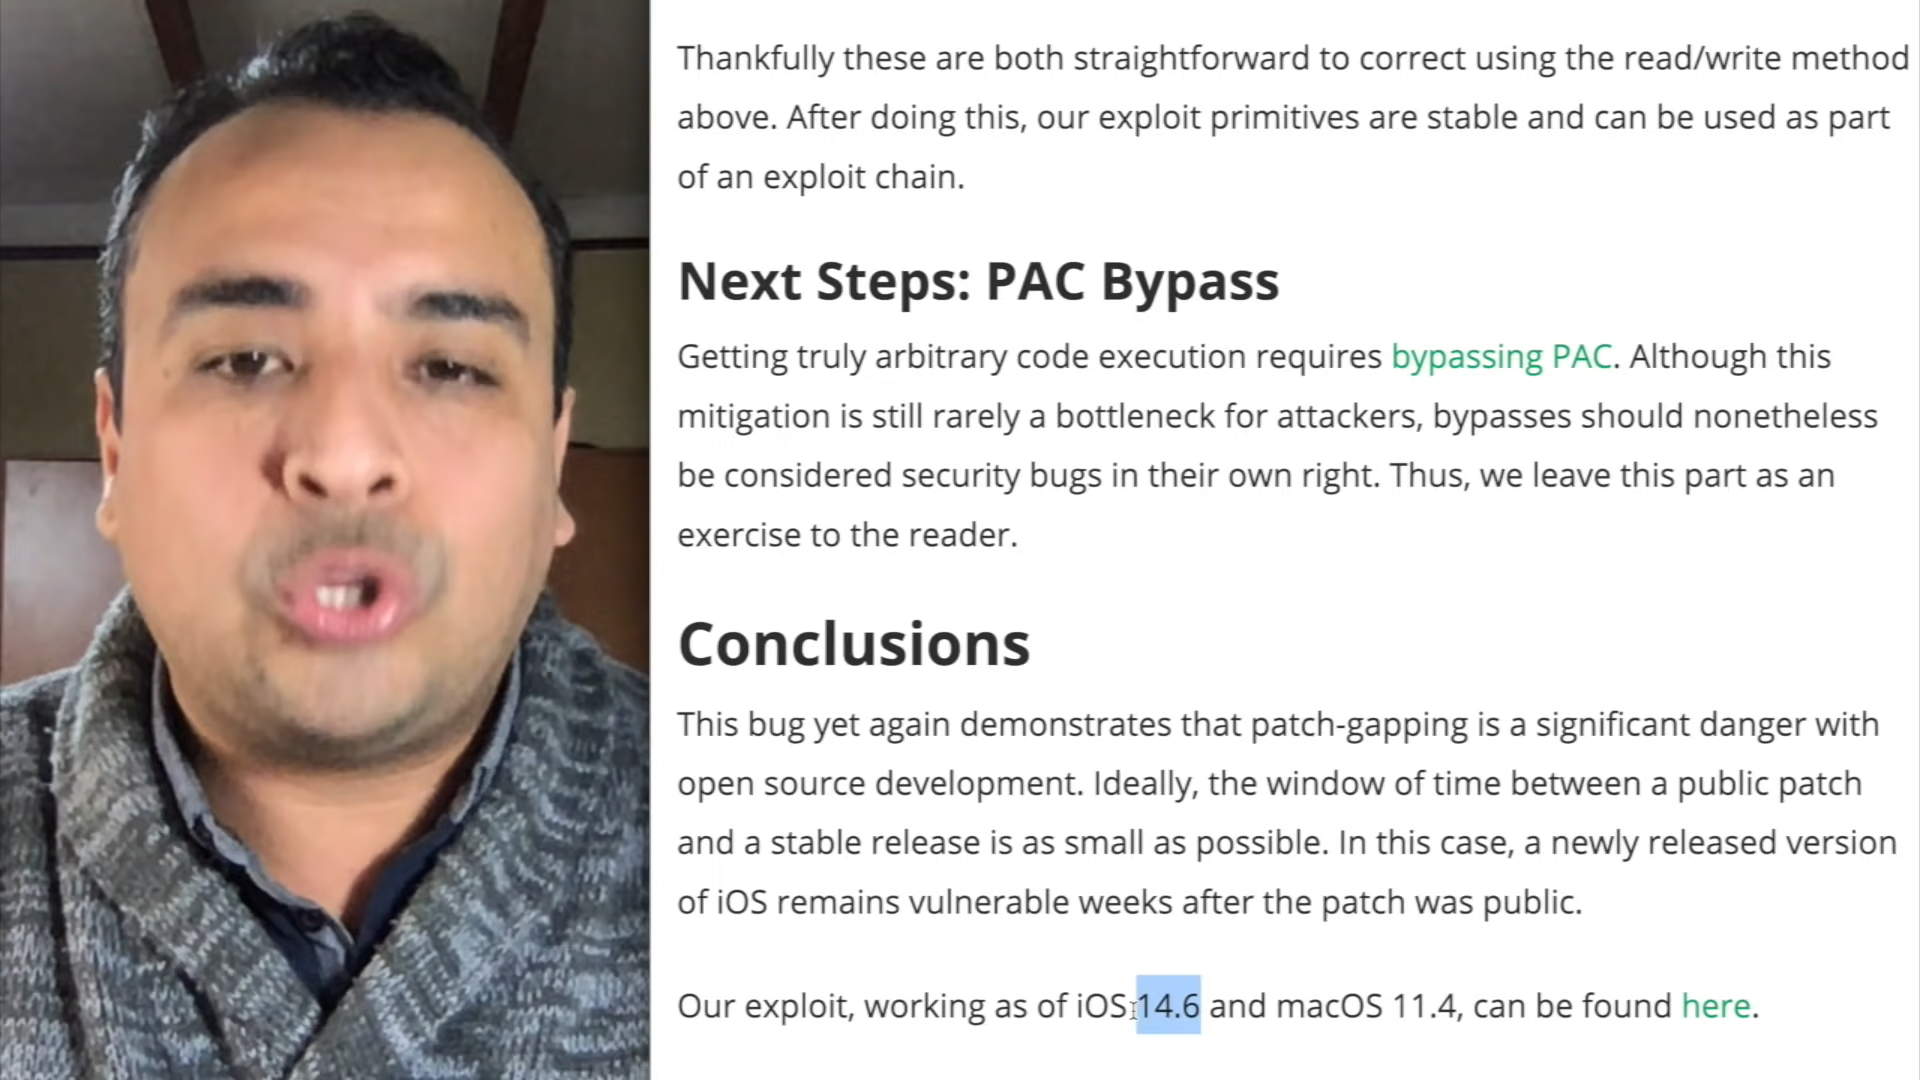 Thankfully these are both straightforward to correct using the read/write method
above. After doing this, our exploit primitives are stable and can be used as part
of an exploit chain.
Next Steps: PAC Bypass
Getting truly arbitrary code execution requires bypassing PAC. Although this
mitigation is still rarely a bottleneck for attackers, bypasses should nonetheless
be considered security bugs in their own right. Thus, we leave this part as an
exercise to the reader.
Conclusions
This bug yet again demonstrates that patch-gapping is a significant danger with
open source development. Ideally, the window of time between a public patch
and a stable release is as small as possible. In this case, a newly released version
of iOS remains vulnerable weeks after the patch was public.
Our exploit, working as of iOS 14.6 and macOS 11.4, can be found here.